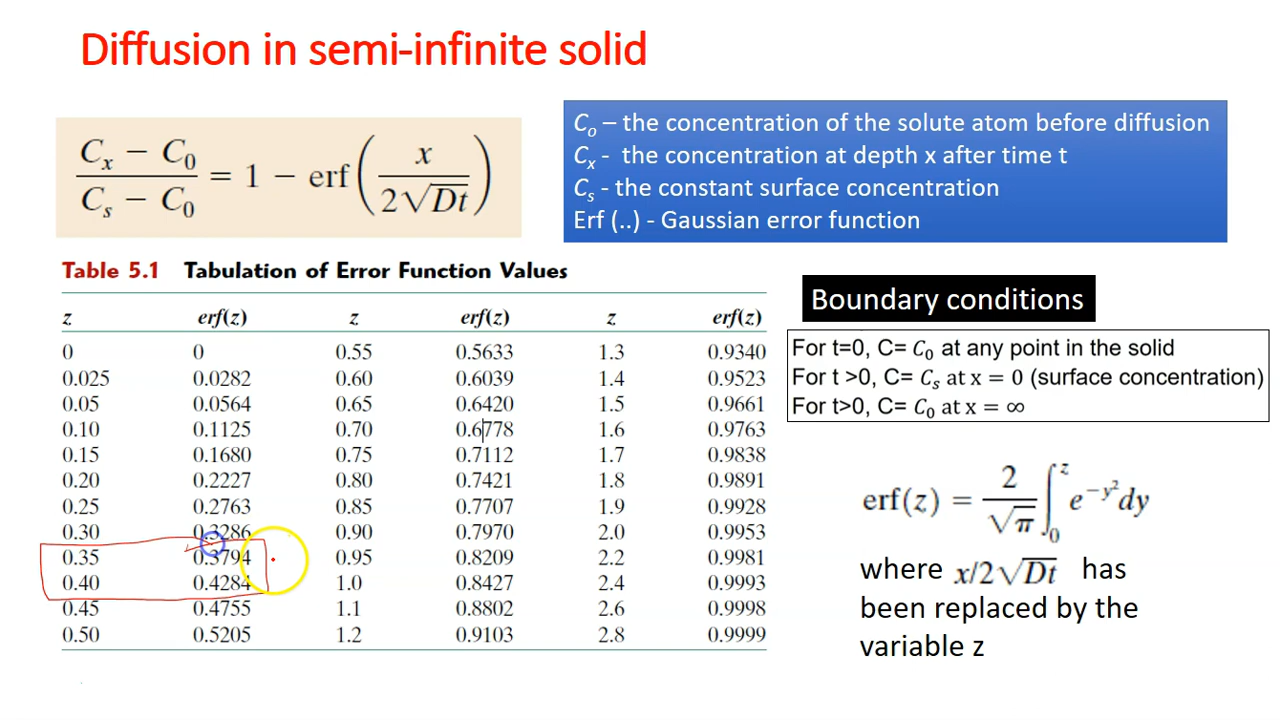 Diffusion in semi-infinite solid
Cx − C0 / Cs − C0 = 1 − erf(x / 2√Dt)
Co – the concentration of the solute atom before diffusion
Cx - the concentration at depth x after time t
Cs - the constant surface concentration
Erf (..) - Gaussian error function
Table 5.1 Tabulation of Error Function Values
z erf(z) z erf(z) z erf(z)
0 0 0.55 0.5633 1.3 0.9340
0.025 0.0282 0.60 0.6039 1.4 0.9523
0.05 0.0564 0.65 0.6420 1.5 0.9661
0.10 0.1125 0.70 0.6778 1.6 0.9763
0.15 0.1680 0.75 0.7112 1.7 0.9838
0.20 0.2227 0.80 0.7421 1.8 0.9891
0.25 0.2763 0.85 0.7707 1.9 0.9928
0.30 0.3286 0.90 0.7970 2.0 0.9953
0.35 0.3794 0.95 0.8209 2.2 0.9981
0.40 0.4284 1.0 0.8427 2.4 0.9993
0.45 0.4755 1.1 0.8802 2.6 0.9998
0.50 0.5205 1.2 0.9103 2.8 0.9999
Boundary conditions
For t=0, C= C0 at any point in the solid
For t >0, C= Cs at x = 0 (surface concentration)
For t>0, C= C0 at x = ∞
erf(z) = 2/√π ∫0^z e^−y² dy
where x/2√Dt has
been replaced by the
variable z